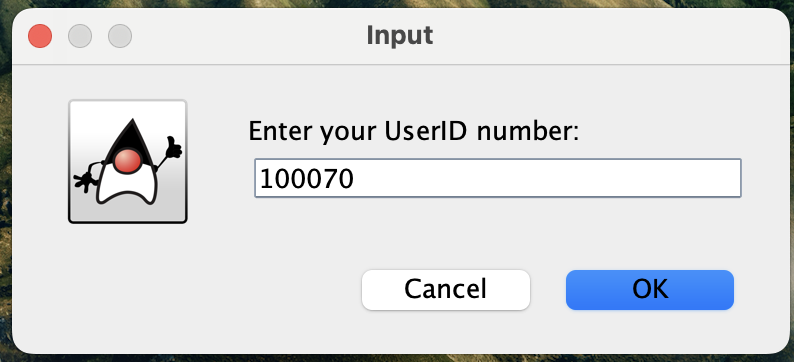 Input
Enter your UserID number:
100070
Cancel
OK